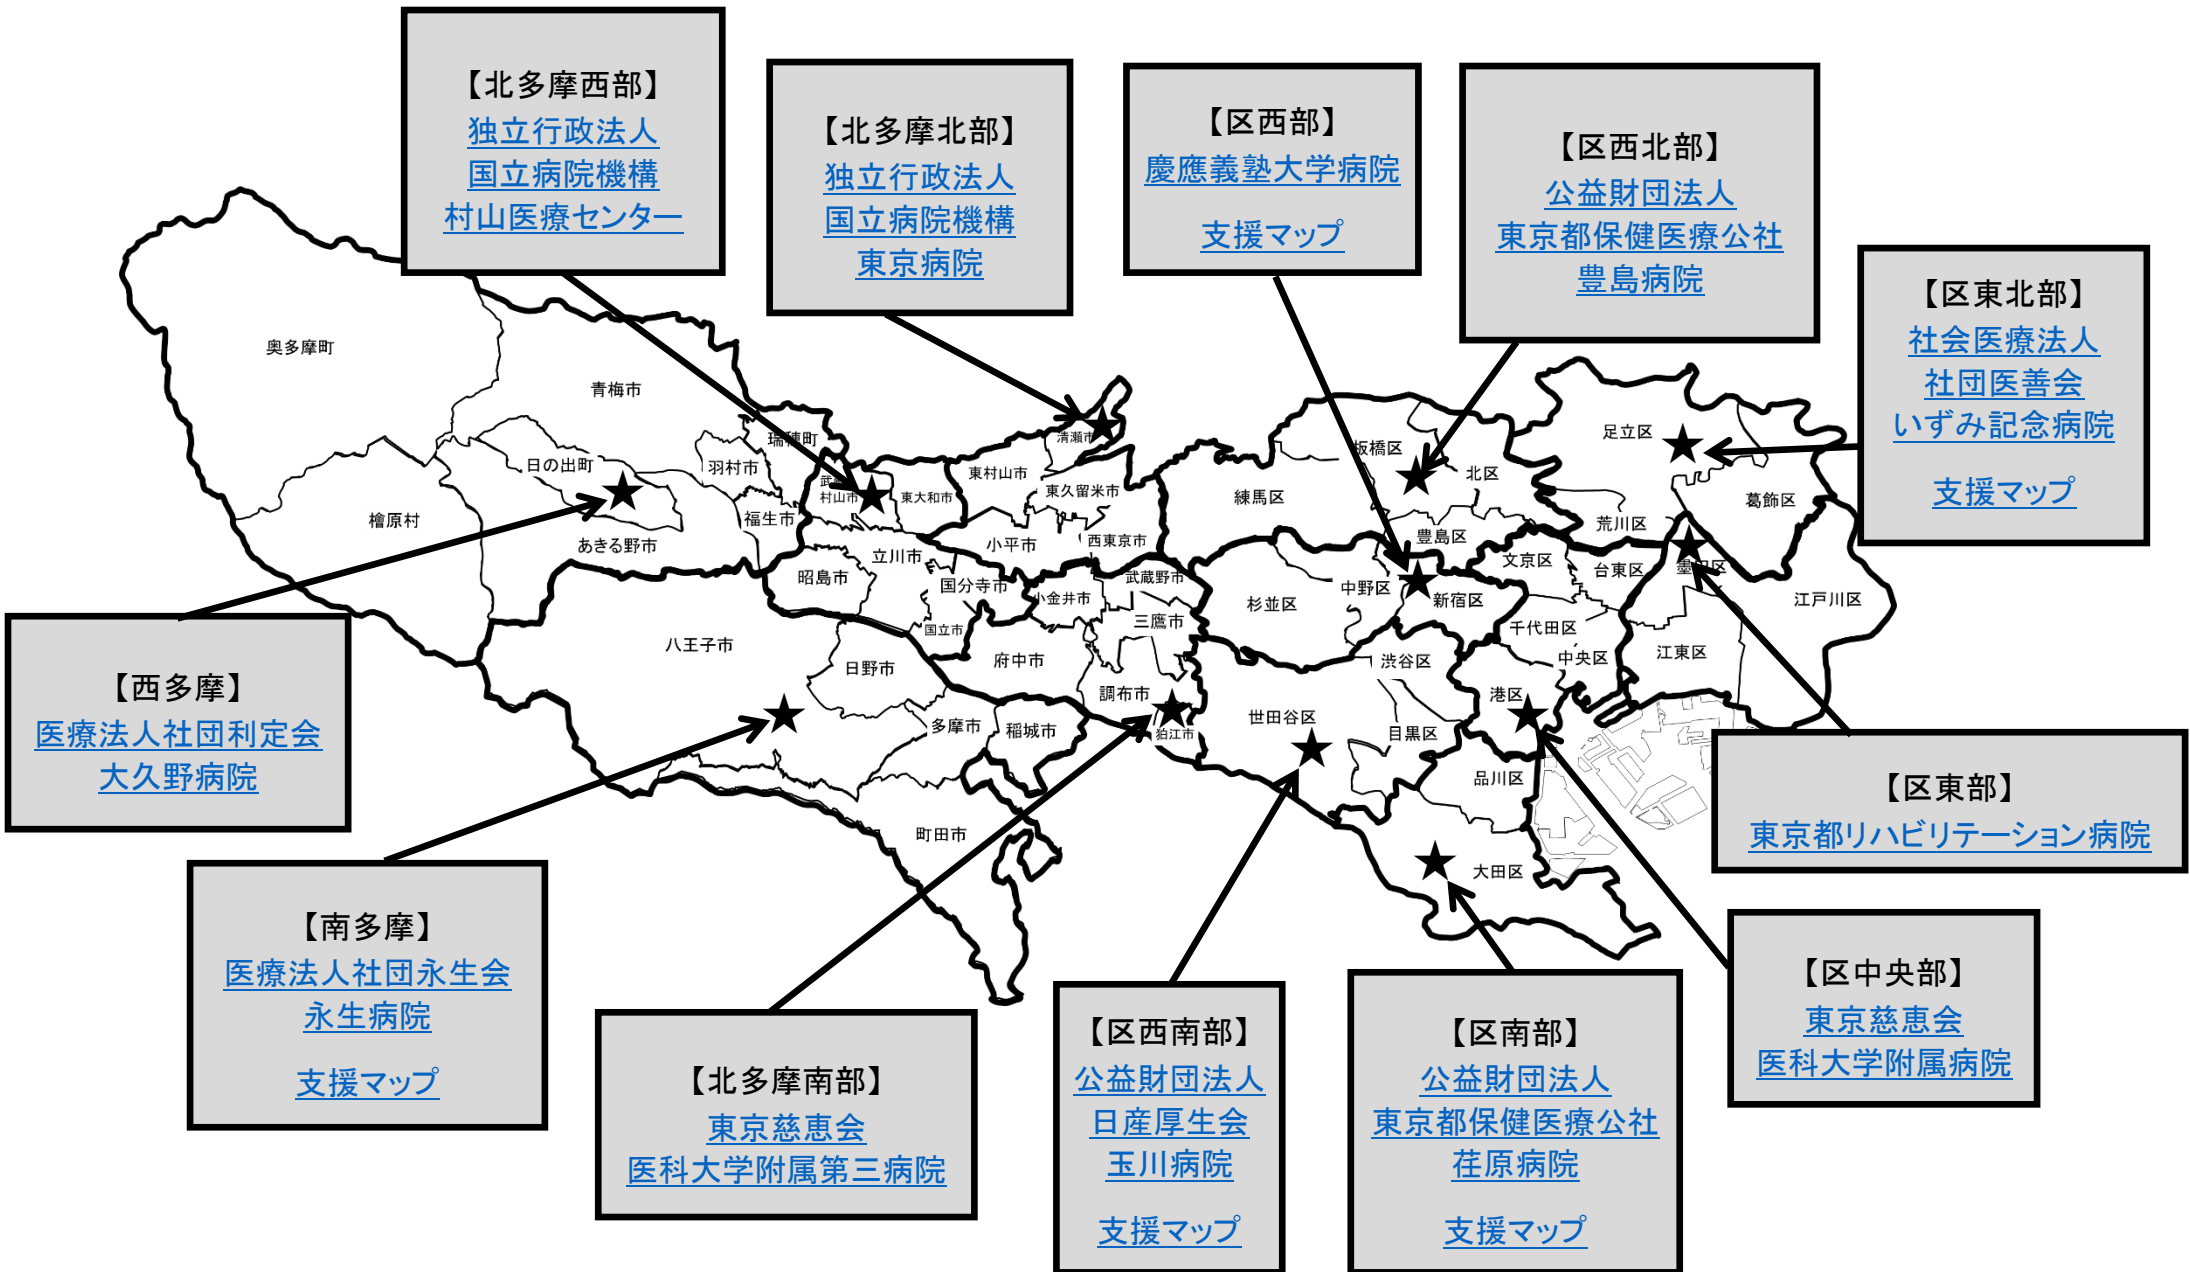 【北多摩西部】
独立行政法人
国立病院機構
村山医療センター
【北多摩北部】
独立行政法人
国立病院機構
東京病院
【区西部】
慶應義塾大学病院
支援マップ
【区西北部】
公益財団法人
東京都保健医療公社
豊島病院
【区東北部】
社会医療法人
社団医善会
いずみ記念病院
支援マップ
奥多摩町
青梅市
瑞穂町
日の出町
羽村市
檜原村
福生市
あきる野市
村山市
東大和市
東村山市
清瀬市
東久留米市
小平市
西東京市
立川市
昭島市
国分寺市
小金井市
武蔵野市
国立市
三鷹市
府中市
調布市
狛江市
八王子市
日野市
多摩市
稲城市
町田市
板橋区
北区
練馬区
豊島区
足立区
葛飾区
荒川区
文京区
台東区
墨田区
杉並区
中野区
新宿区
千代田区
江戸川区
渋谷区
中央区
江東区
港区
世田谷区
目黒区
品川区
大田区
【西多摩】
医療法人社団利定会
大久野病院
【南多摩】
医療法人社団永生会
永生病院
支援マップ
【北多摩南部】
東京慈恵会
医科大学附属第三病院
【区西南部】
公益財団法人
日産厚生会
玉川病院
支援マップ
【区南部】
公益財団法人
東京都保健医療公社
荏原病院
支援マップ
【区中央部】
東京慈恵会
医科大学附属病院
【区東部】
東京都リハビリテーション病院